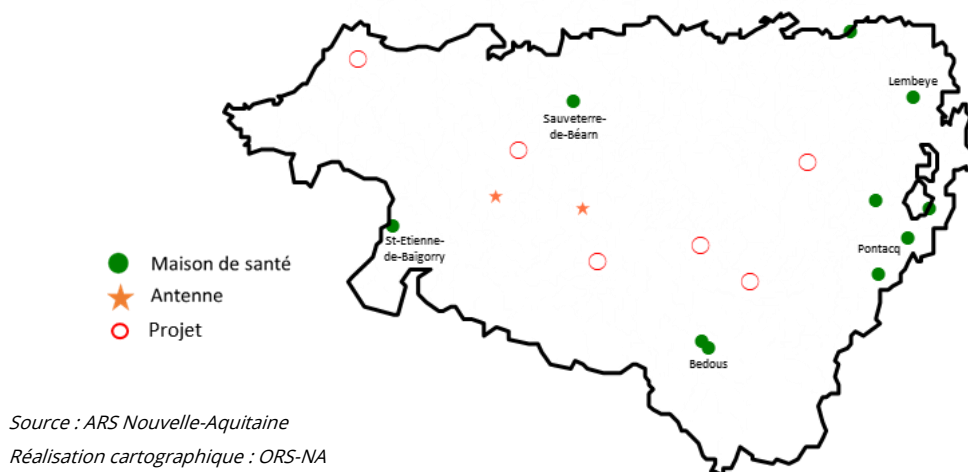 Lembeye
Sauveterre-
de-Béarn
St-Etienne-
de-Baïgorry
Pontacq
Maison de santé
Antenne
Projet
Bedous
Source : ARS Nouvelle-Aquitaine
Réalisation cartographique : ORS-NA